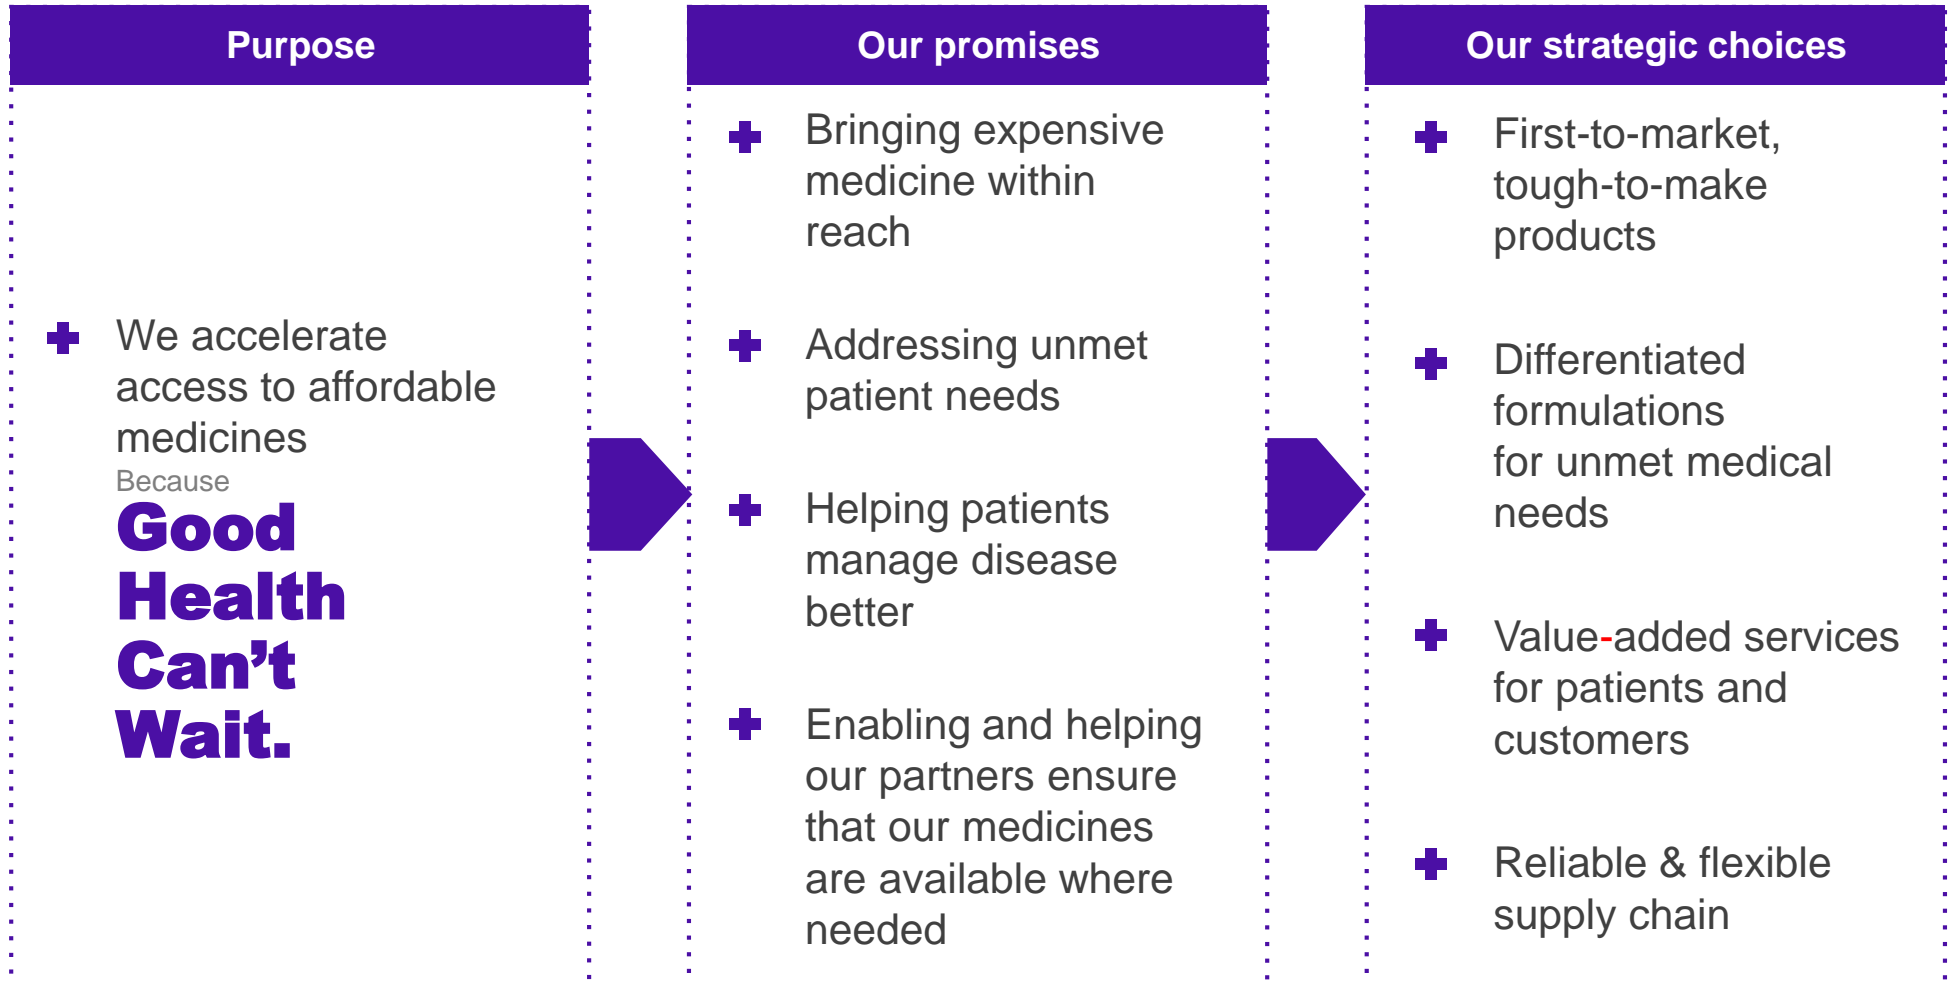 Purpose
We accelerate
access to affordable
medicines
Because
Good
Health
Can’t
Wait.
Our promises
Bringing expensive
medicine within
reach
Addressing unmet
patient needs
Helping patients
manage disease
better
Enabling and helping
our partners ensure
that our medicines
are available where
needed
Our strategic choices
First-to-market,
tough-to-make
products
Differentiated
formulations
for unmet medical
needs
Value-added services
for patients and
customers
Reliable & flexible
supply chain